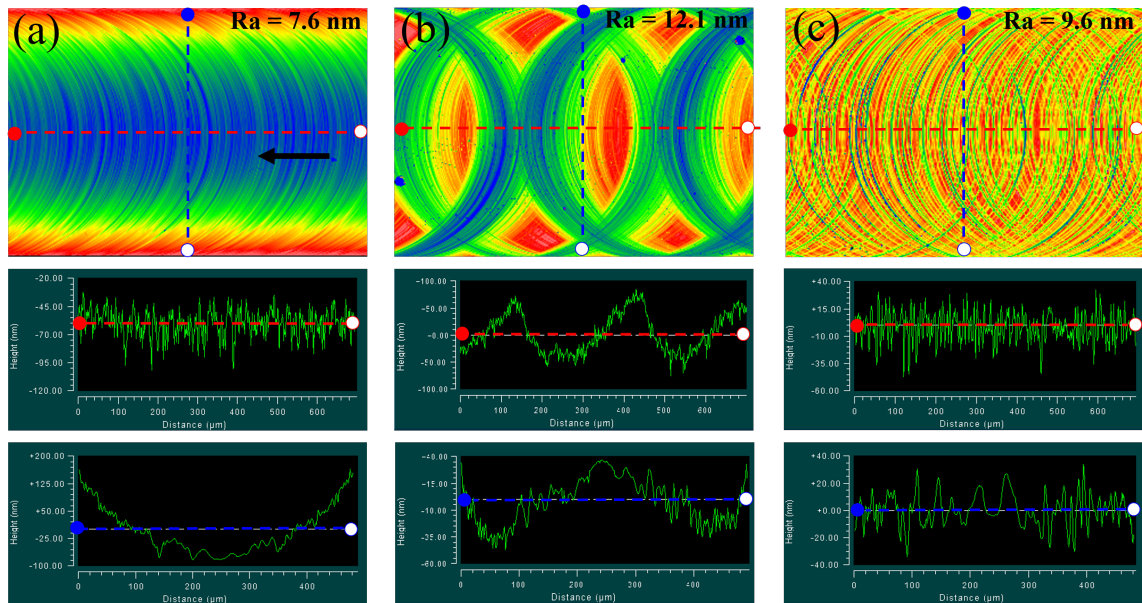 (a) Ra = 7.6 nm
(b) Ra = 12.1 nm
(c) Ra = 9.6 nm
-20.00
-45.00
-70.00
-95.00
-120.00
Height (nm)
0 100 200 300 400 500 600
Distance (µm)
-100.00
-50.00
-0.00
-50.00
-100.00
Height (nm)
0 100 200 300 400 500 600
Distance (µm)
+40.00
+15.00
-10.00
-35.00
-60.00
Height (nm)
0 100 200 300 400 500 600
Distance (µm)
+200.00
+125.00
+50.00
-25.00
-100.00
Height (nm)
0 100 200 300 400
Distance (µm)
-40.00
-15.00
-10.00
-35.00
-60.00
Height (nm)
0 100 200 300 400
Distance (µm)
+40.00
+20.00
+0.00
-20.00
-40.00
Height (nm)
0 100 200 300 400
Distance (µm)